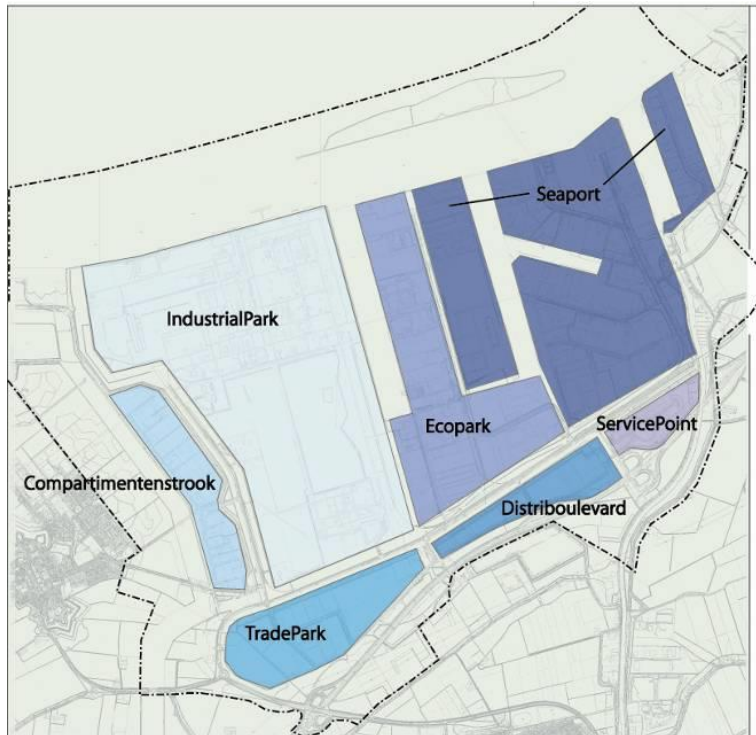 Seaport
IndustrialPark
Ecopark
ServicePoint
Compartimentenstrook
Distriboulevard
TradePark